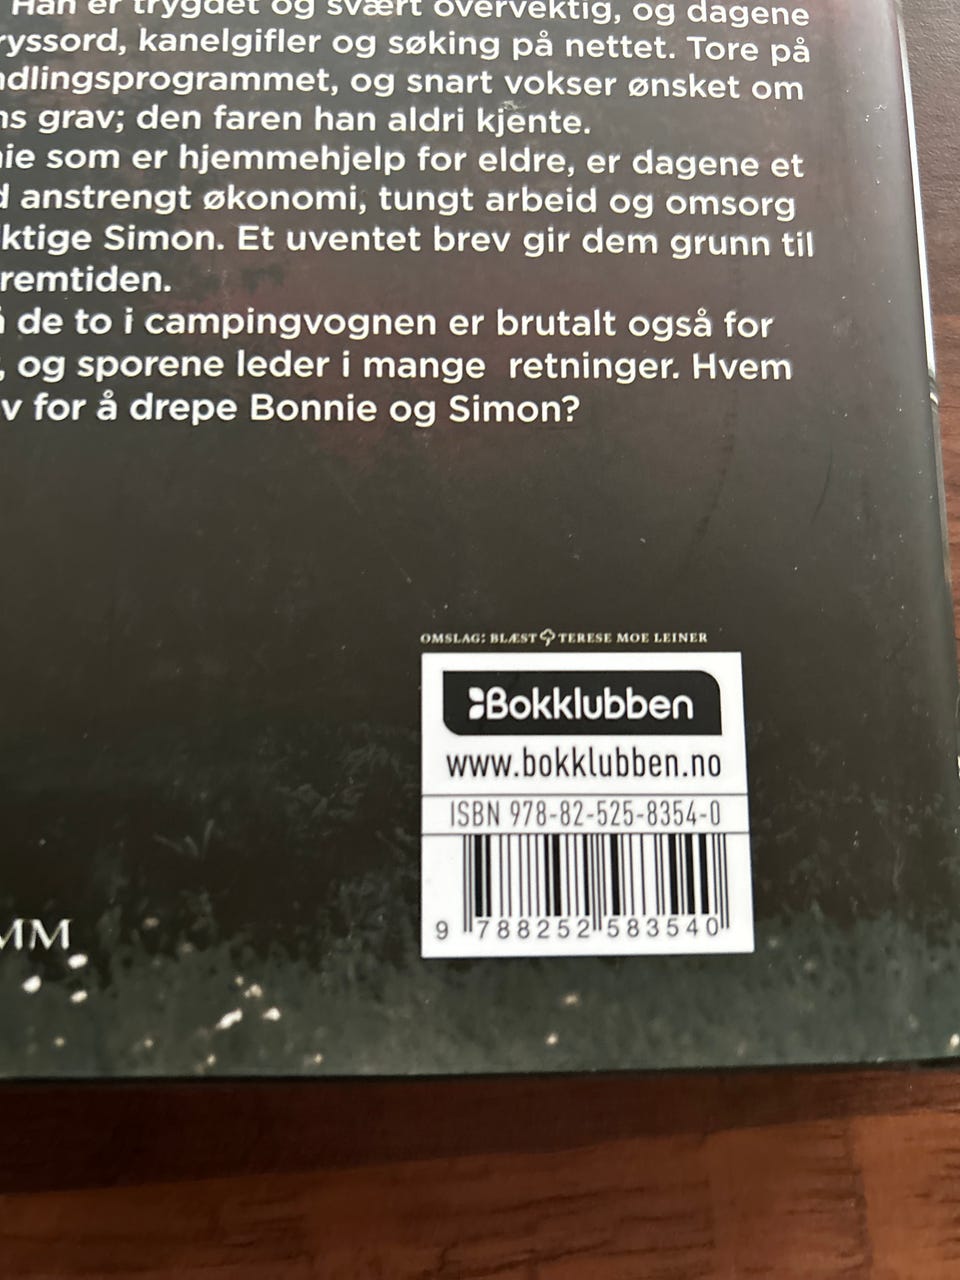 Han er trygdet og svært overvektig, og dagene
ryssord, kanelgifler og søking på nettet. Tore på
ndlingsprogrammet, og snart vokser ønsket om
ns grav; den faren han aldri kjente.
nie som er hjemmehjelp for eldre, er dagene et
d anstrengt økonomi, tungt arbeid og omsorg
ktige Simon. Et uventet brev gir dem grunn til
remtiden.
å de to i campingvognen er brutalt også for
, og sporene leder i mange retninger. Hvem
v for å drepe Bonnie og Simon?
OMSLAG: BLÆST TERESE MOE LEINER
Bokklubben
www.bokklubben.no
ISBN 978-82-525-8354-0
9 788252 583540
MM